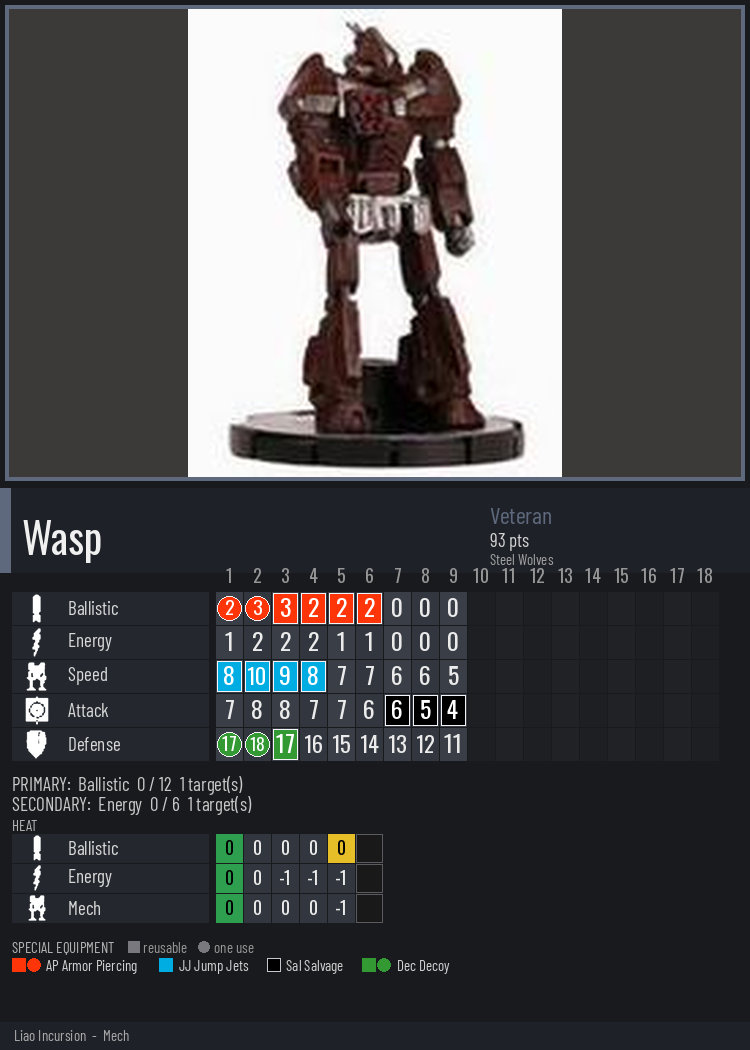 Wasp
Veteran
93 pts
Steel Wolves
1 2 3 4 5 6 7 8 9 10 11 12 13 14 15 16 17 18
Ballistic 2 3 3 2 2 2 0 0 0
Energy 1 2 2 2 1 1 0 0 0
Speed 8 10 9 8 7 7 6 6 5
Attack 7 8 8 7 7 6 6 5 4
Defense 17 18 17 16 15 14 13 12 11
PRIMARY: Ballistic 0 / 12 1 target(s)
SECONDARY: Energy 0 / 6 1 target(s)
HEAT
Ballistic 0 0 0 0 0
Energy 0 0 -1 -1 -1
Mech 0 0 0 0 -1
SPECIAL EQUIPMENT reusable one use
AP Armor Piercing JJ Jump Jets Sal Salvage Dec Decoy
Liao Incursion - Mech